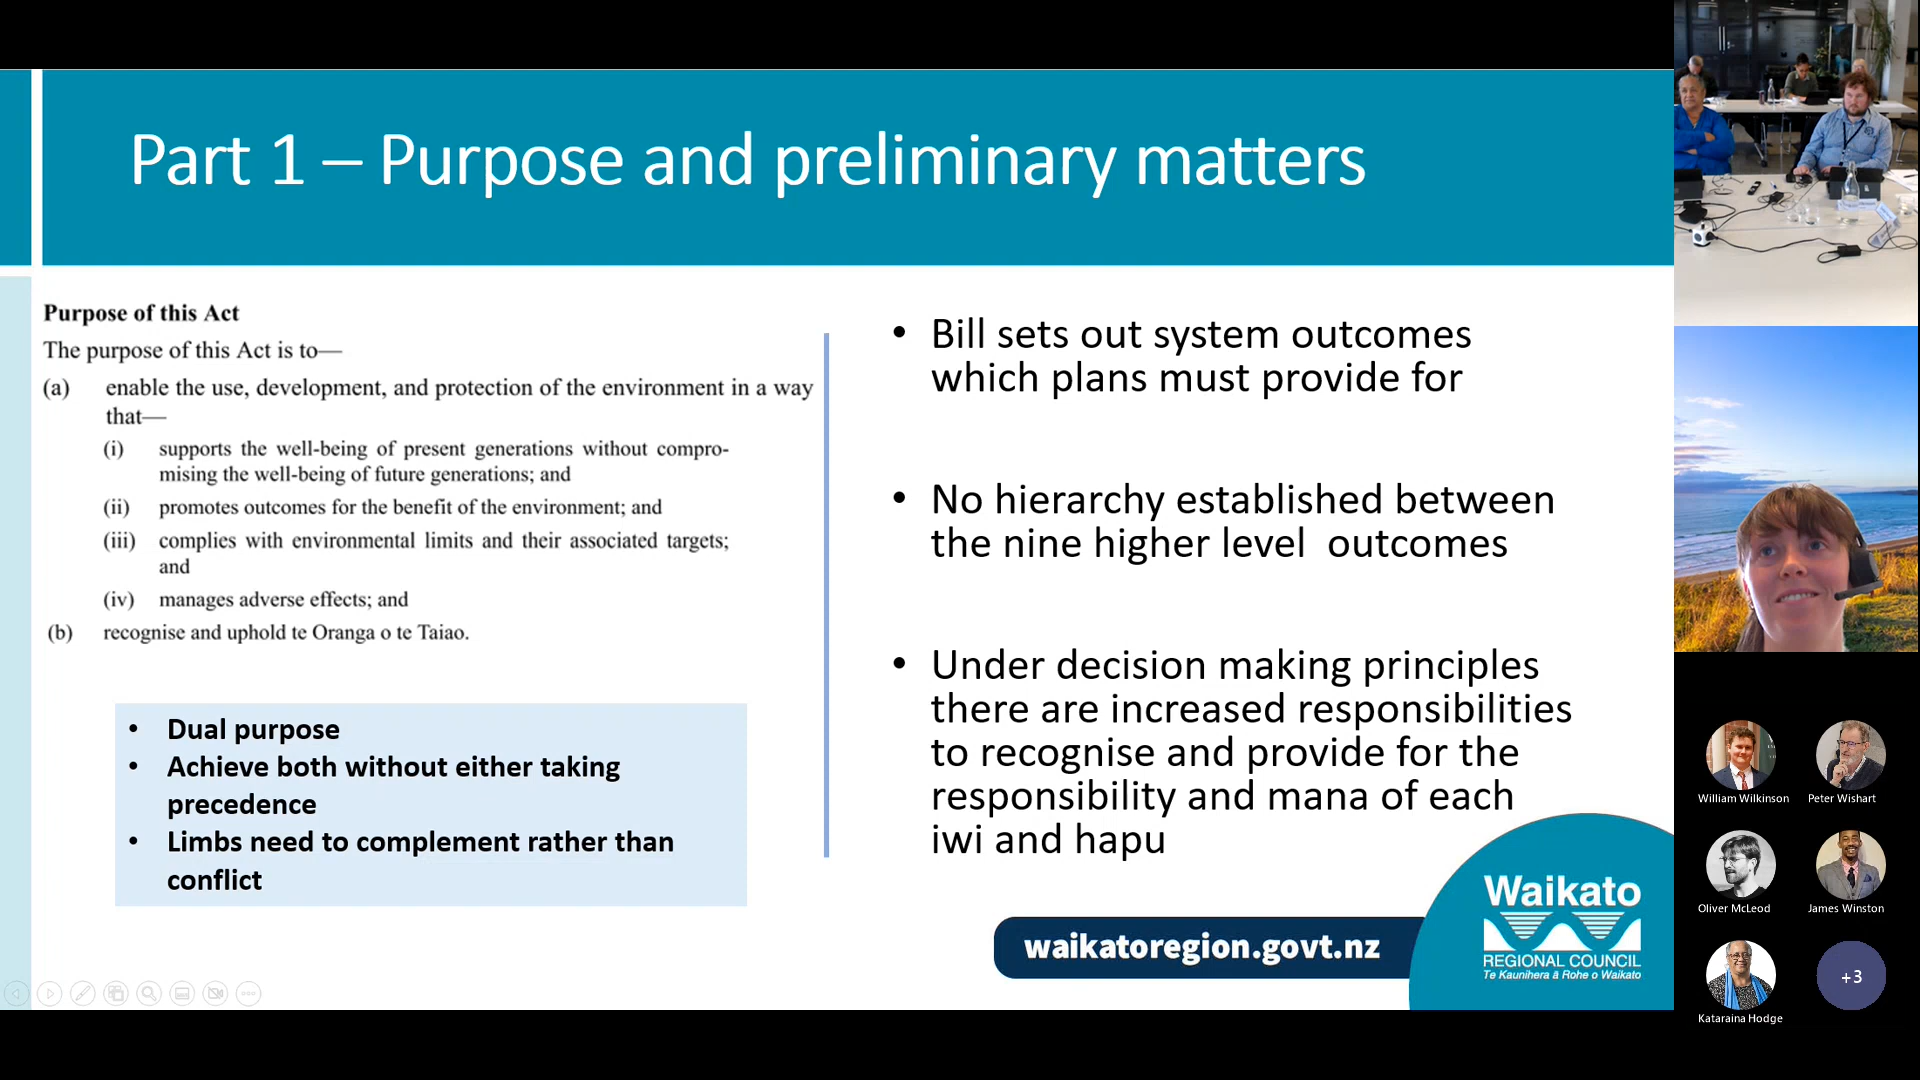 Part 1 – Purpose and preliminary matters
Purpose of this Act
The purpose of this Act is to—
(a) enable the use, development, and protection of the environment in a way
that—
(i) supports the well-being of present generations without compro-
mising the well-being of future generations; and
(ii) promotes outcomes for the benefit of the environment; and
(iii) complies with environmental limits and their associated targets;
and
(iv) manages adverse effects; and
(b) recognise and uphold te Oranga o te Taiao.
• Dual purpose
• Achieve both without either taking
precedence
• Limbs need to complement rather than
conflict
• Bill sets out system outcomes
which plans must provide for
• No hierarchy established between
the nine higher level outcomes
• Under decision making principles
there are increased responsibilities
to recognise and provide for the
responsibility and mana of each
iwi and hapu
waikatoregion.govt.nz
Waikato
REGIONAL COUNCIL
Te Kaunihera ā Rohe o Waikato
William Wilkinson
Peter Wishart
Oliver McLeod
James Winston
Kataraina Hodge
+3